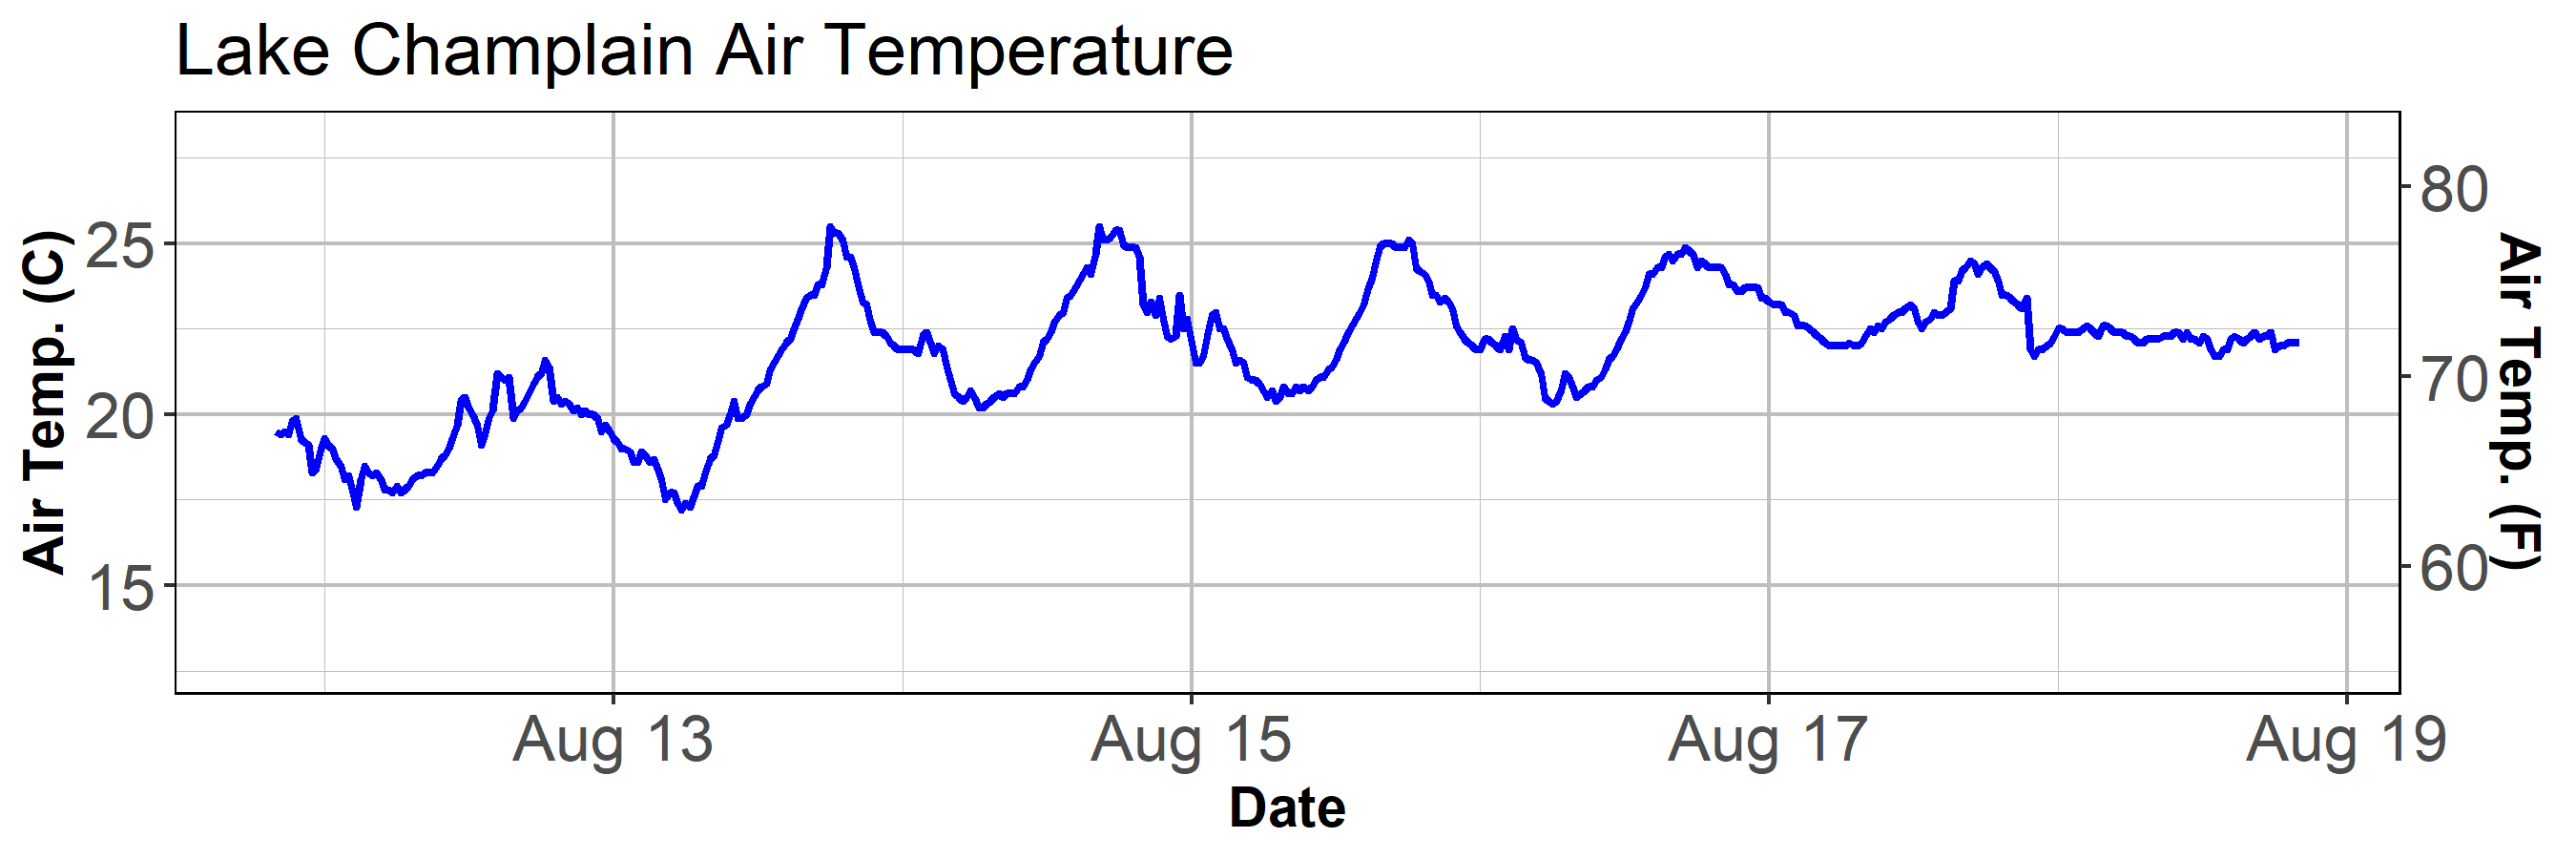 Lake Champlain Air Temperature
Air Temp. (C)
25
20
15
80
70
60
Air Temp. (F)
Aug 13
Aug 15
Aug 17
Aug 19
Date